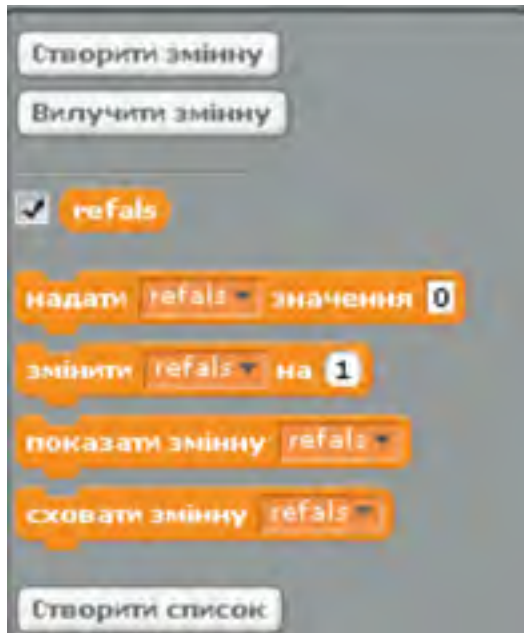 Створити змінну
Вилучити змінну
refals
надати refals значення 0
змінити refals на 1
показати змінну refals
сховати змінну refals
Створити список